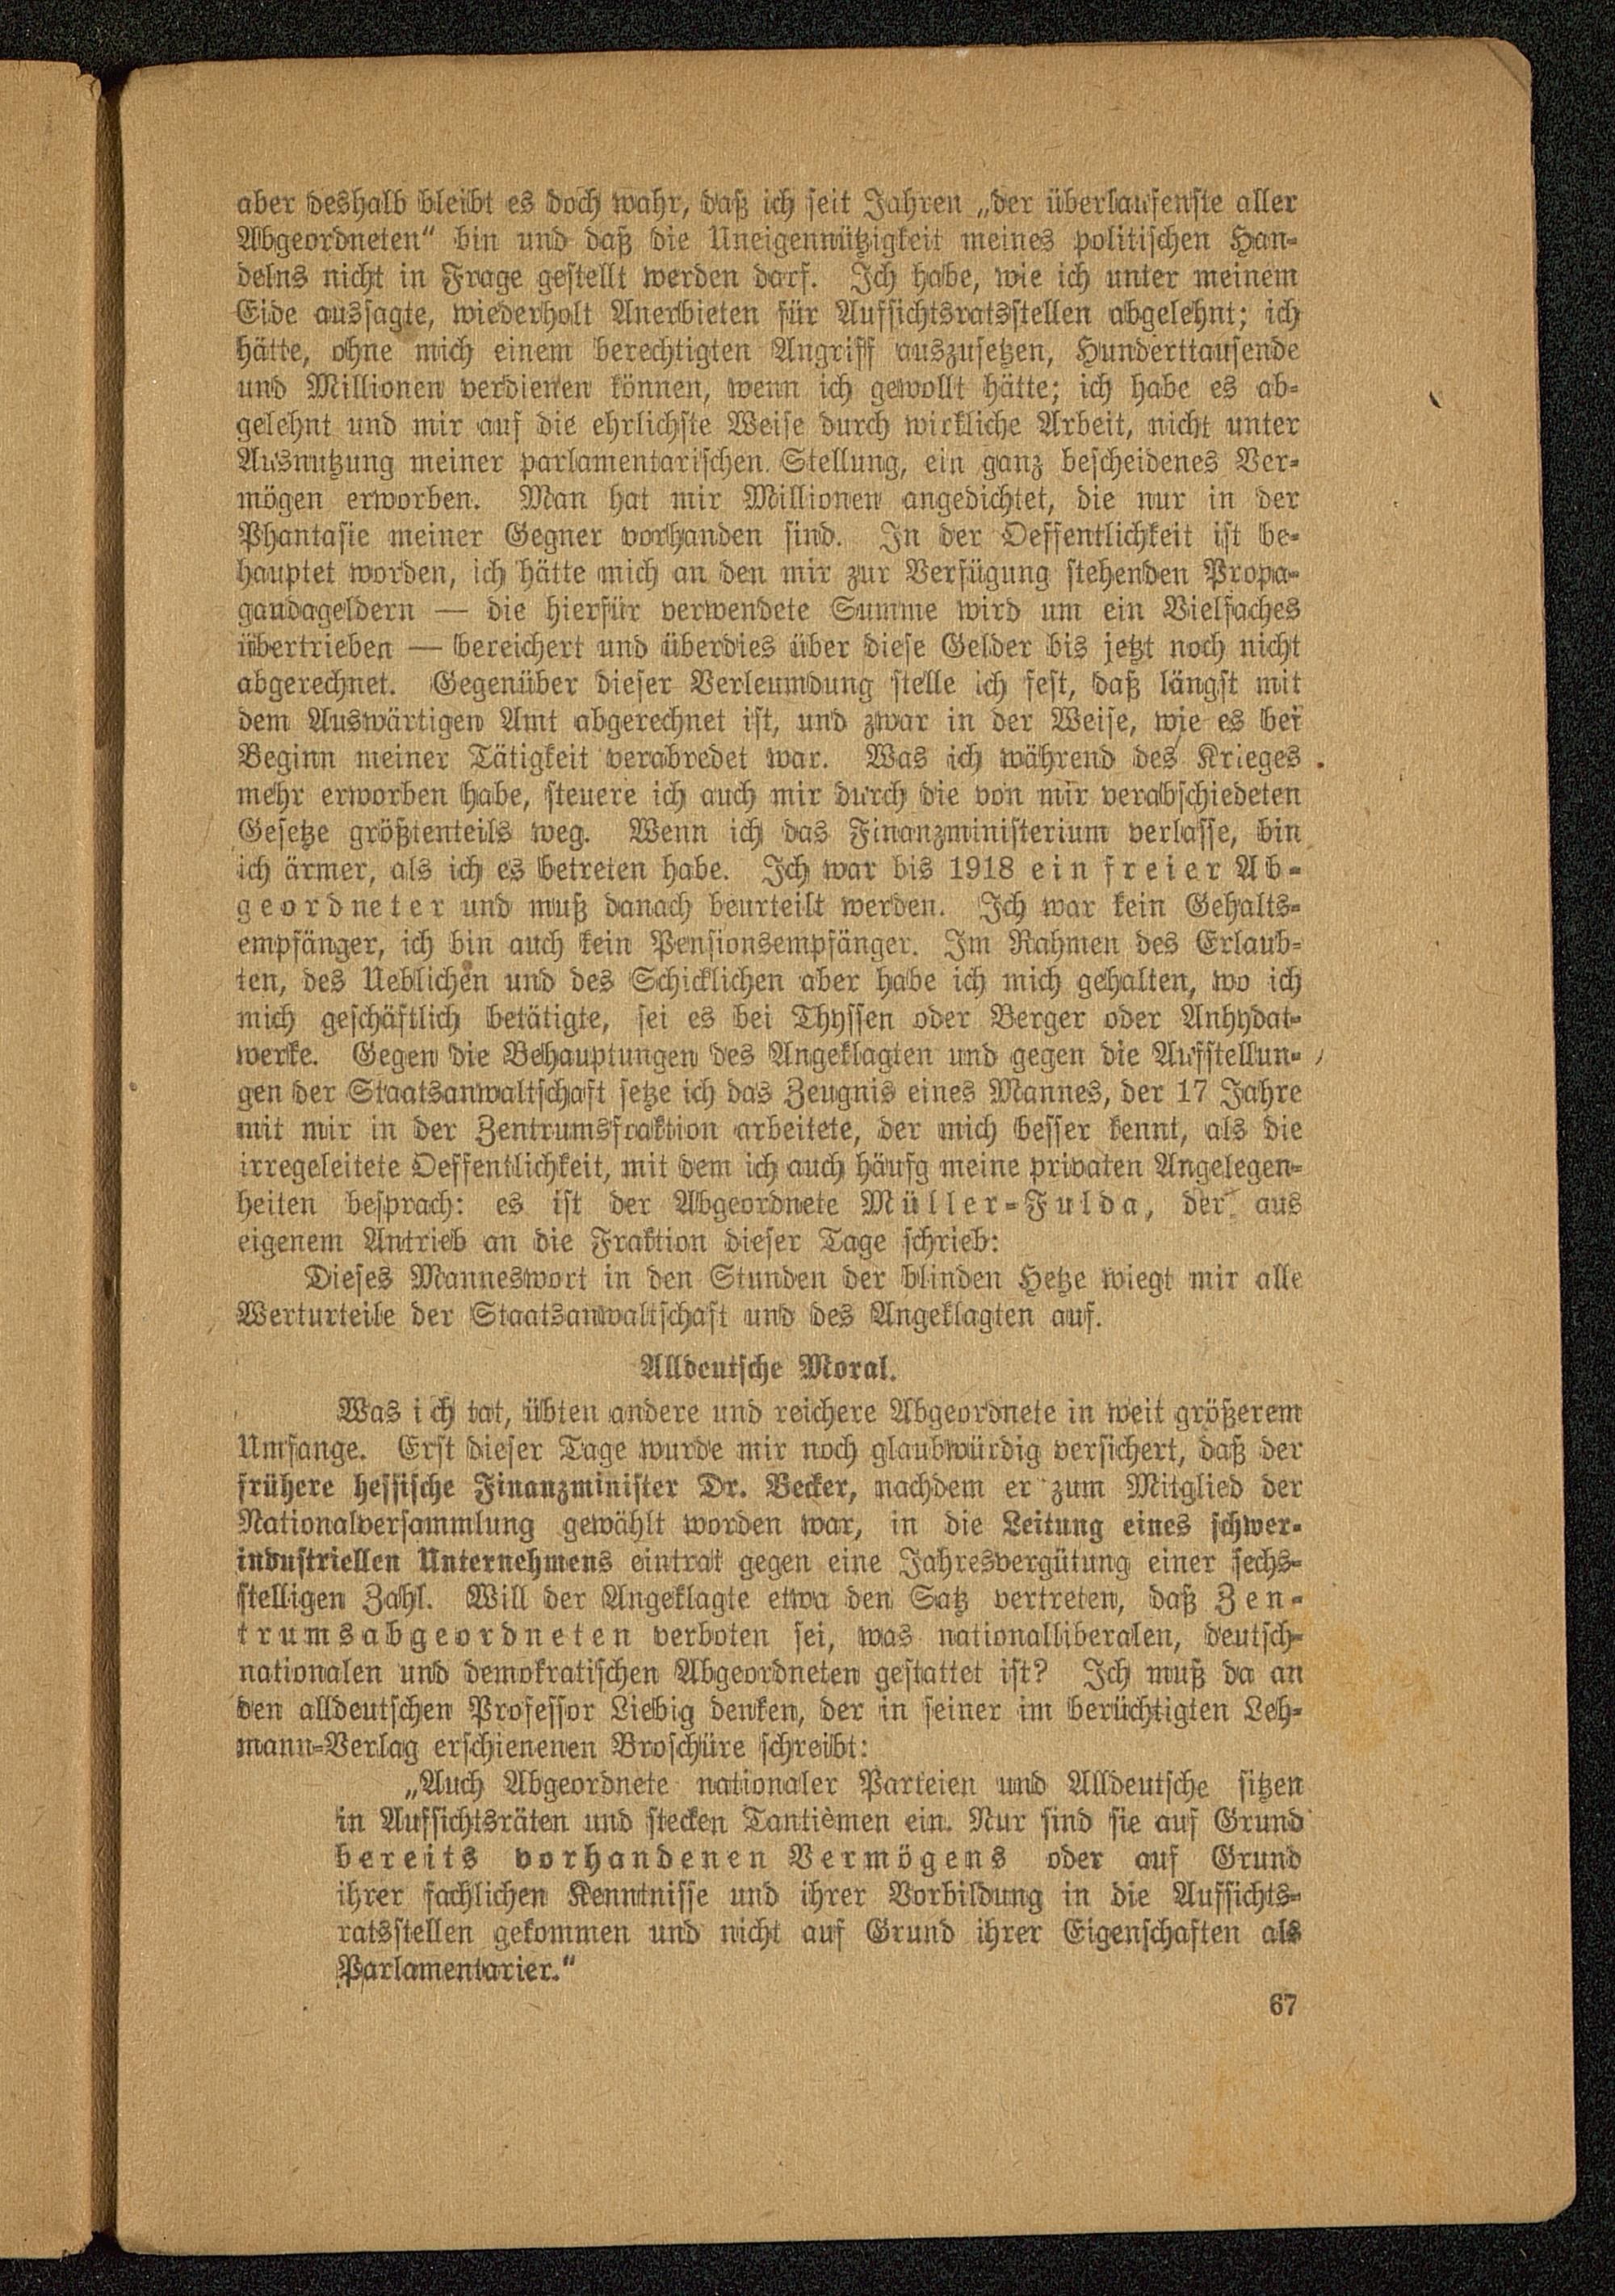 aber deshalb bleibt es doch wahr, daß ich seit Jahren „der überlaufenste aller
Abgeordneten“ bin und daß die Uneigennützigkeit meines politischen Han-
delns nicht in Frage gestellt werden darf. Ich habe, wie ich unter meinem
Eide aussagte, wiederholt Anerbieten für Aufsichtsratsstellen abgelehnt; ich
hätte, ohne mich einem berechtigten Angriff auszusetzen, Hunderttausende
und Millionen verdienen können, wenn ich gewollt hätte; ich habe es ab-
gelehnt und mir auf die ehrlichste Weise durch wirkliche Arbeit, nicht unter
Ausnutzung meiner parlamentarischen Stellung, ein ganz bescheidenes Ver-
mögen erworben. Man hat mir Millionen angedichtet, die nur in der
Phantasie meiner Gegner vorhanden sind. In der Oeffentlichkeit ist be-
hauptet worden, ich hätte mich an den mir zur Verfügung stehenden Propa-
gandageldern — die hierfür verwendete Summe wird um ein Vielfaches
übertrieben — bereichert und überdies über diese Gelder bis jetzt noch nicht
abgerechnet. Gegenüber dieser Verleumdung stelle ich fest, daß längst mit
dem Auswärtigen Amt abgerechnet ist, und zwar in der Weise, wie es bei
Beginn meiner Tätigkeit verabredet war. Was ich während des Krieges
mehr erworben habe, steuere ich auch mir durch die von mir verabschiedeten
Gesetze größtenteils weg. Wenn ich das Finanzministerium verlasse, bin
ich ärmer, als ich es betreten habe. Ich war bis 1918 ein freier Ab-
geordneter und muß danach beurteilt werden. Ich war kein Gehalts-
empfänger, ich bin auch kein Pensionsempfänger. Im Rahmen des Erlaub-
ten, des Ueblichen und des Schicklichen aber habe ich mich gehalten, wo ich
mich geschäftlich betätigte, sei es bei Thyssen oder Berger oder Anhydat-
werke. Gegen die Behauptungen des Angeklagten und gegen die Aufstellun-
gen der Staatsanwaltschaft setze ich das Zeugnis eines Mannes, der 17 Jahre
mit mir in der Zentrumsfraktion arbeitete, der mich besser kennt, als die
irregeleitete Oeffentlichkeit, mit dem ich auch häufg meine privaten Angelegen-
heiten besprach: es ist der Abgeordnete Müller-Fulda, der aus
eigenem Antrieb an die Fraktion dieser Tage schrieb:
Dieses Manneswort in den Stunden der blinden Hetze wiegt mir alle
Werturteile der Staatsanwaltschaft und des Angeklagten auf.
Alldeutsche Moral.
Was ich tat, übten andere und reichere Abgeordnete in weit größerem
Umfange. Erst dieser Tage wurde mir noch glaubwürdig versichert, daß der
frühere hessische Finanzminister Dr. Becker, nachdem er zum Mitglied der
Nationalversammlung gewählt worden war, in die Leitung eines schwer-
industriellen Unternehmens eintrat gegen eine Jahresvergütung einer sechs-
stelligen Zahl. Will der Angeklagte etwa den Satz vertreten, daß Zen-
trumsabgeordneten verboten sei, was nationalliberalen, deutsch-
nationalen und demokratischen Abgeordneten gestattet ist? Ich muß da an
den alldeutschen Professor Liebig denken, der in seiner im berüchtigten Leh-
mann-Verlag erschienenen Broschüre schreibt:
„Auch Abgeordnete nationaler Parteien und Alldeutsche sitzen
in Aufsichtsräten und stecken Tantièmen ein. Nur sind sie auf Grund
bereits vorhandenen Vermögens oder auf Grund
ihrer fachlichen Kenntnisse und ihrer Vorbildung in die Aufsichts-
ratsstellen gekommen und nicht auf Grund ihrer Eigenschaften als
Parlamentarier.“
67